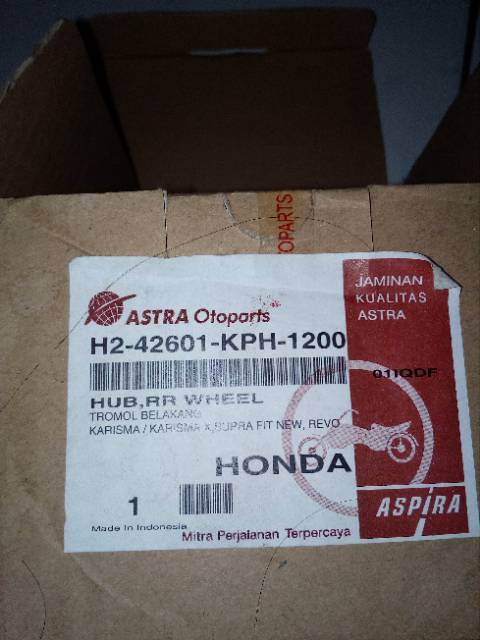 OPARTS
ASTRA Otoparts
JAMINAN
KUALITAS
ASTRA
H2-42601-KPH-1200
01IQDF
HUB,RR WHEEL
TROMOL BELAKANG
KARISMA / KARISMA X,SUPRA FIT NEW, REVO
HONDA
1
ASPIRA
Made In Indonesia
Mitra Perjalanan Terpercaya